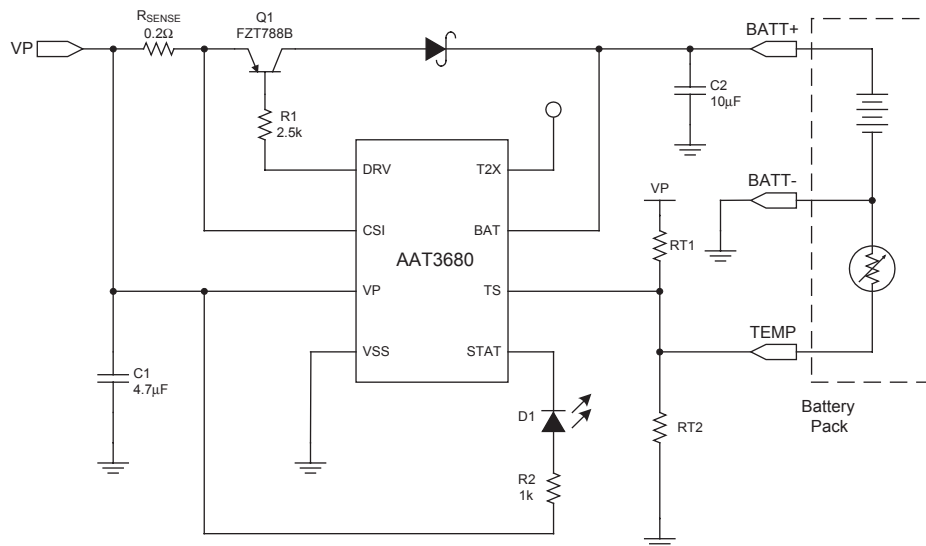 VP
RSENSE
0.2Ω
Q1
FZT788B
BATT+
C2
10μF
R1
2.5k
DRV
T2X
BATT-
VP
CSI
BAT
RT1
AAT3680
VP
TS
TEMP
VSS
STAT
C1
4.7μF
D1
Battery
Pack
RT2
R2
1k